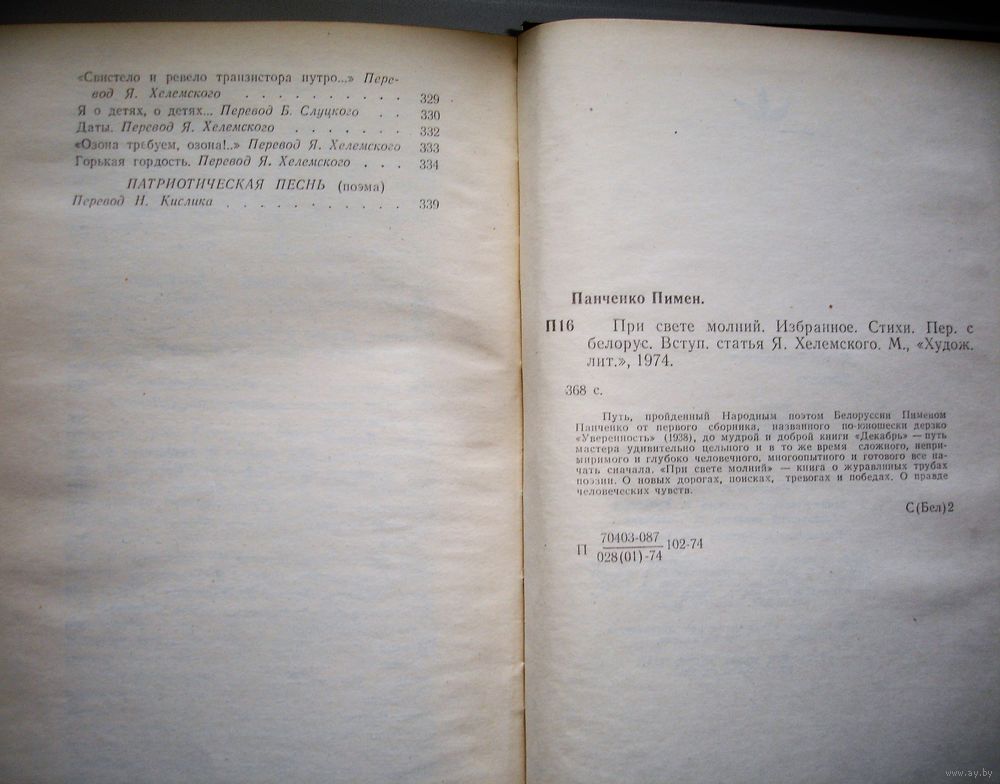 «Свистело и ревело транзистора нутро...» Пере-
вод Я. Хелемского . . . . . . . . . . 329
Я о детях, о детях... Перевод Б. Слуцкого . . 330
Даты. Перевод Я. Хелемского . . . . . . . 332
«Озона требуем, озона!..» Перевод Я. Хелемского 333
Горькая гордость. Перевод Я. Хелемского . . . 334
ПАТРИОТИЧЕСКАЯ ПЕСНЬ (поэма)
Перевод Н. Кислика . . . . . . . . . . . 339
Панченко Пимен.
П16 При свете молний. Избранное. Стихи. Пер. с
белорус. Вступ. статья Я. Хелемского. М., «Худож.
лит.», 1974.
368 с.
Путь, пройденный Народным поэтом Белоруссии Пименом
Панченко от первого сборника, названного по-юношески дерзко
«Уверенность» (1938), до мудрой и доброй книги «Декабрь» — путь
мастера удивительно цельного и в то же время сложного, непри-
миримого и глубоко человечного, многоопытного и готового все на-
чать сначала. «При свете молний» — книга о журавлиных трубах
поэзии. О новых дорогах, поисках, тревогах и победах. О правде
человеческих чувств.
С(Бел)2
70403-087
П 102-74
028(01)-74
www.ay.by